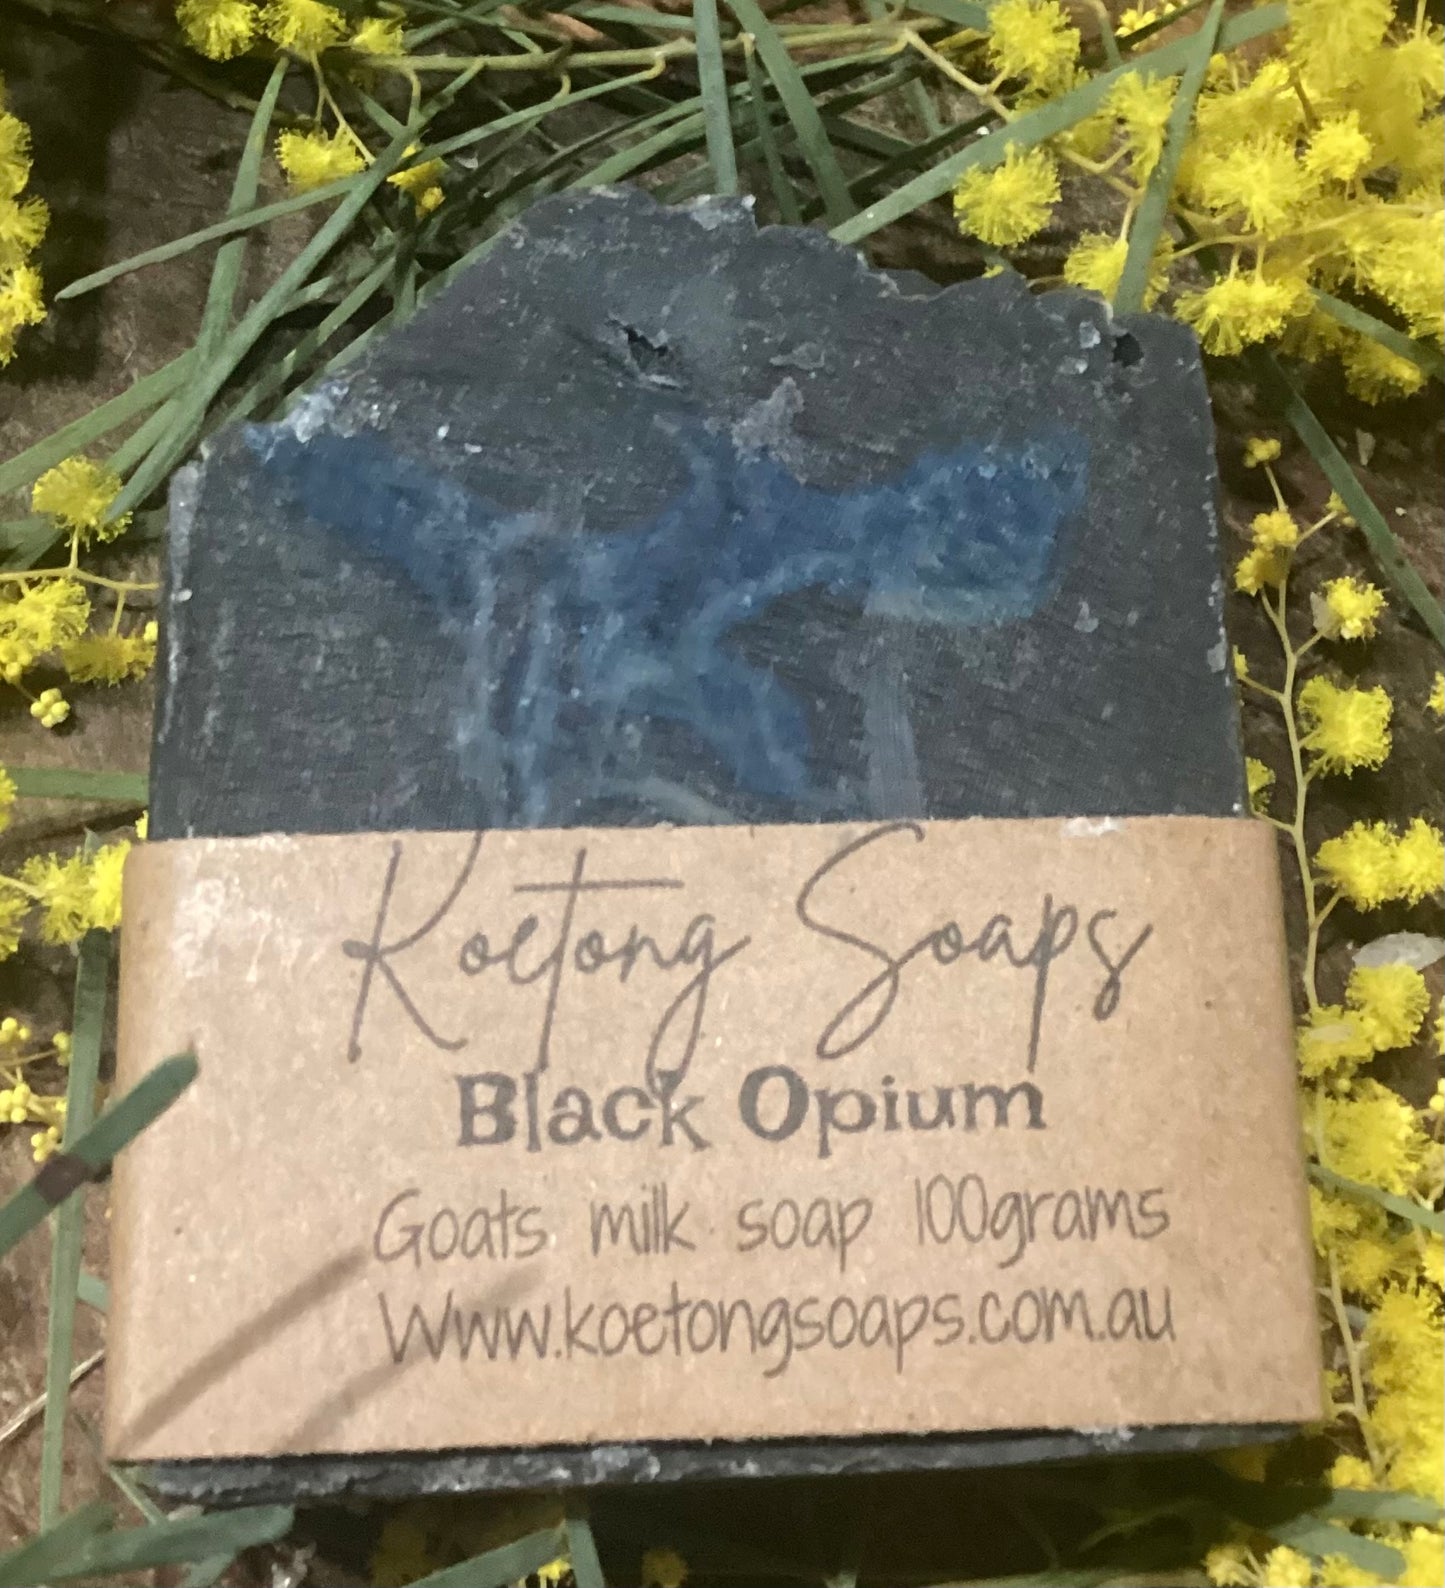 Koetong Soaps
Black Opium
Goats milk soap 100grams
Www.koetongsoaps.com.au